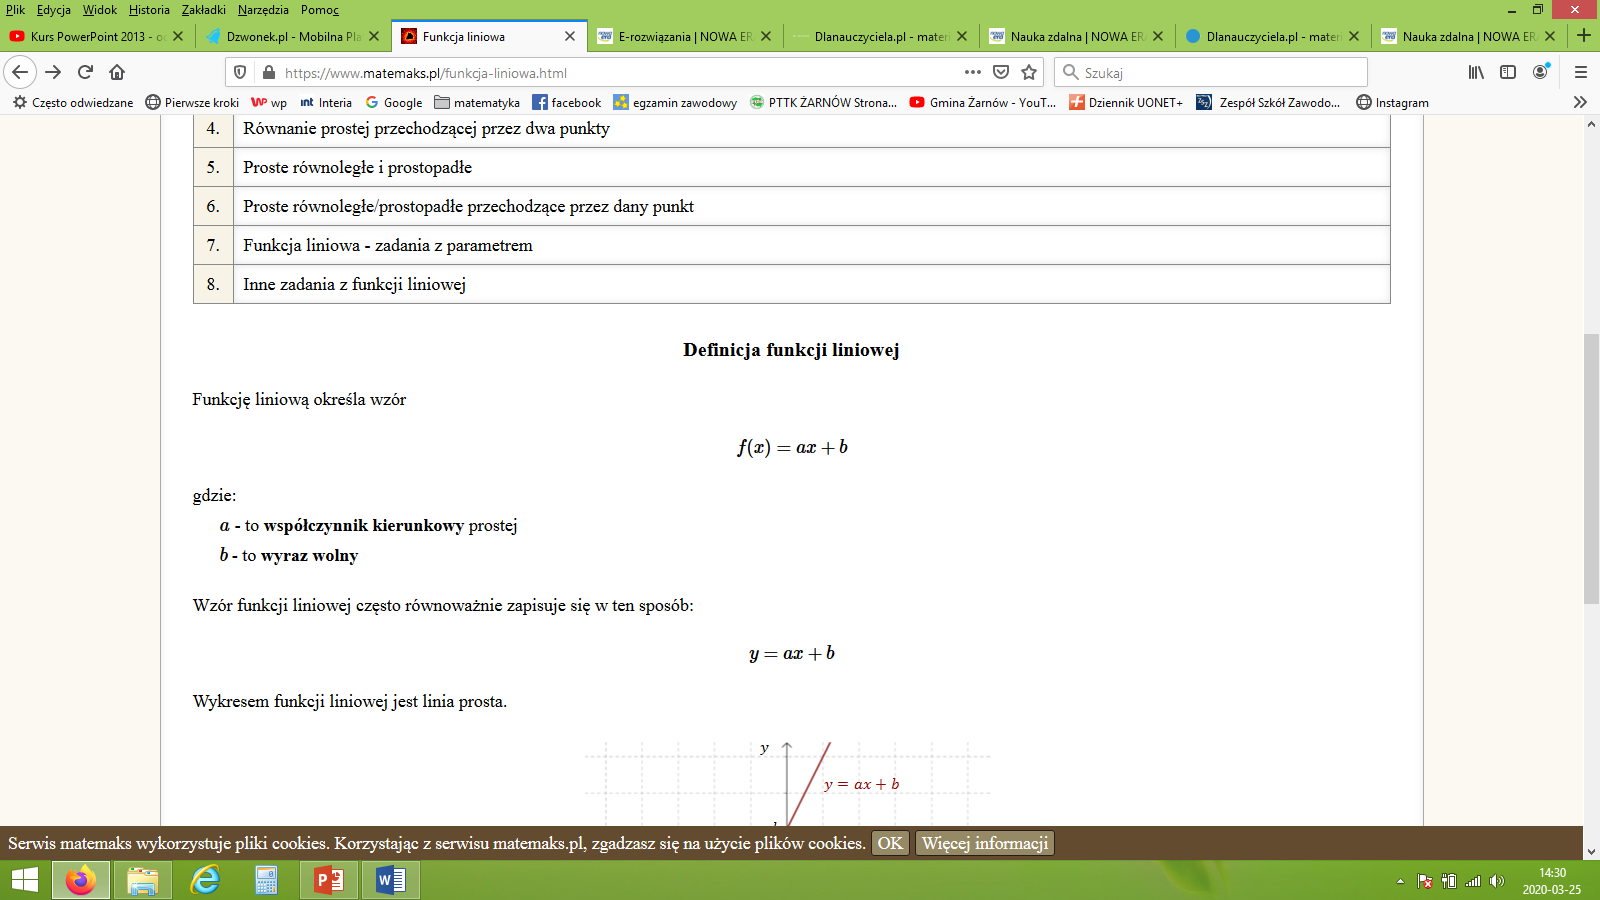 Plik Edycja Widok Historia Zakładki Narzędzia Pomoc
Kurs PowerPoint 2013 - od
Dzwonek.pl - Mobilna Pla
Funkcja liniowa
E-rozwiązania | NOWA ER
Dlanauczyciela.pl - mater
Nauka zdalna | NOWA ER
Dlanauczyciela.pl - mater
Nauka zdalna | NOWA ER
https://www.matemaks.pl/funkcja-liniowa.html
Szukaj
Często odwiedzane Pierwsze kroki wp Interia Google matematyka facebook egzamin zawodowy PTTK ŻARNÓW Strona... Gmina Żarnów - YouT... Dziennik UONET+ Zespół Szkół Zawodo... Instagram
4. Równanie prostej przechodzącej przez dwa punkty
5. Proste równoległe i prostopadłe
6. Proste równoległe/prostopadłe przechodzące przez dany punkt
7. Funkcja liniowa - zadania z parametrem
8. Inne zadania z funkcji liniowej
Definicja funkcji liniowej
Funkcję liniową określa wzór
f(x) = ax + b
gdzie:
a - to współczynnik kierunkowy prostej
b - to wyraz wolny
Wzór funkcji liniowej często równoważnie zapisuje się w ten sposób:
y = ax + b
Wykresem funkcji liniowej jest linia prosta.
y
y = ax + b
Serwis matemaks wykorzystuje pliki cookies. Korzystając z serwisu matemaks.pl, zgadzasz się na użycie plików cookies. OK Więcej informacji
14:30
2020-03-25